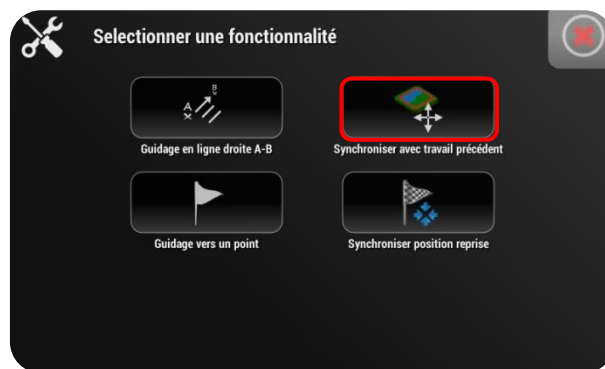 Selectionner une fonctionnalité
A
B
Guidage en ligne droite A-B
Synchroniser avec travail précédent
Guidage vers un point
Synchroniser position reprise